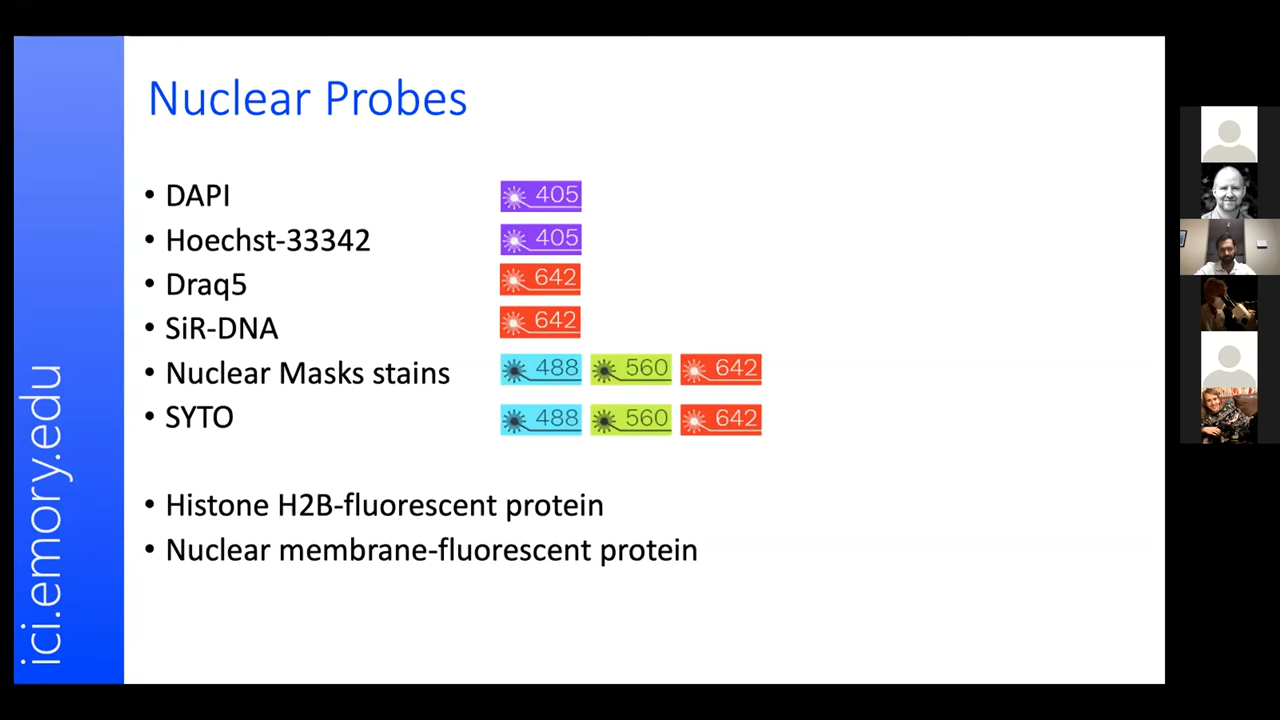 Nuclear Probes
• DAPI 405
• Hoechst-33342 405
• Draq5 642
• SiR-DNA 642
• Nuclear Masks stains 488 560 642
• SYTO 488 560 642
• Histone H2B-fluorescent protein
• Nuclear membrane-fluorescent protein
ici.emory.edu